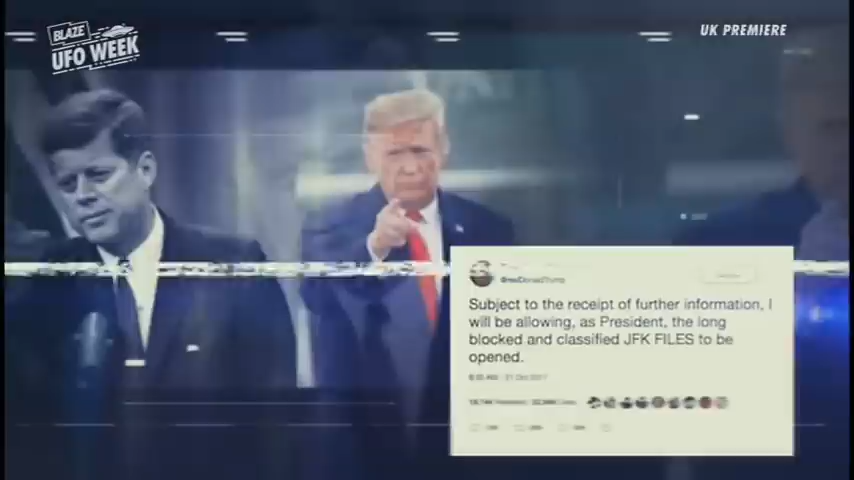 BLAZE
UFO WEEK
UK PREMIERE
Subject to the receipt of further information, I
will be allowing, as President, the long
blocked and classified JFK FILES to be
opened.